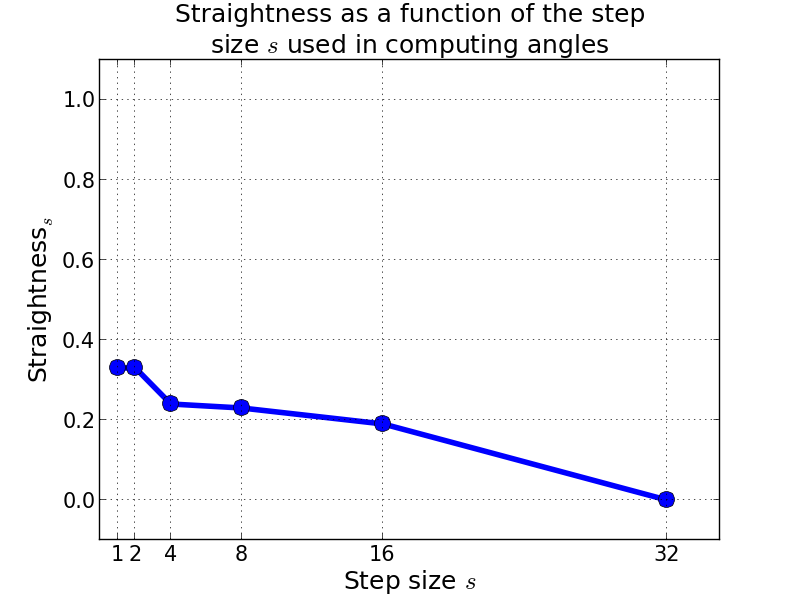 Straightness as a function of the step
size s used in computing angles
1.0
0.8
0.6
0.4
0.2
0.0
Straightness_s
1 2 4 8 16 32
Step size s